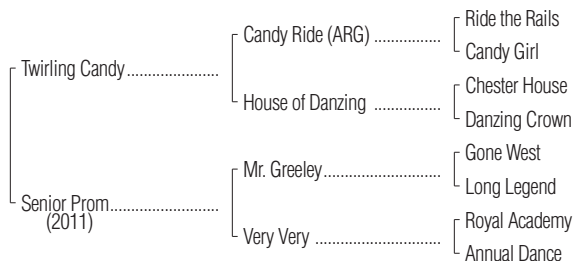 Ride the Rails
Candy Ride (ARG) ................
Candy Girl
Twirling Candy ......................
Chester House
House of Danzing ................
Danzing Crown
Gone West
Mr. Greeley............................
Long Legend
Senior Prom..........................
(2011)
Royal Academy
Very Very ..............................
Annual Dance